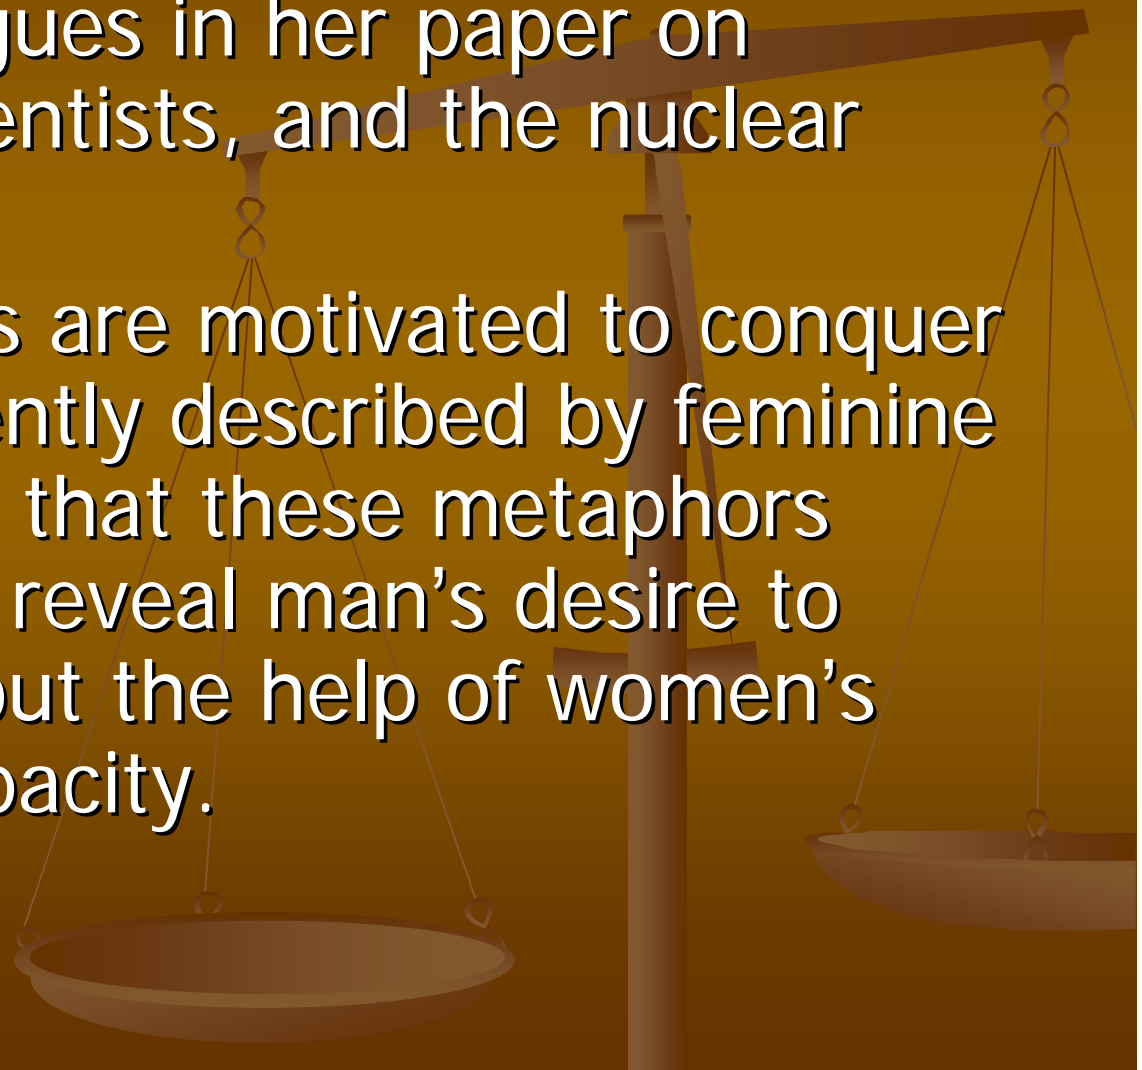 gues in her paper on
entists, and the nuclear
s are motivated to conquer
ently described by feminine
that these metaphors
reveal man’s desire to
out the help of women’s
pacity.